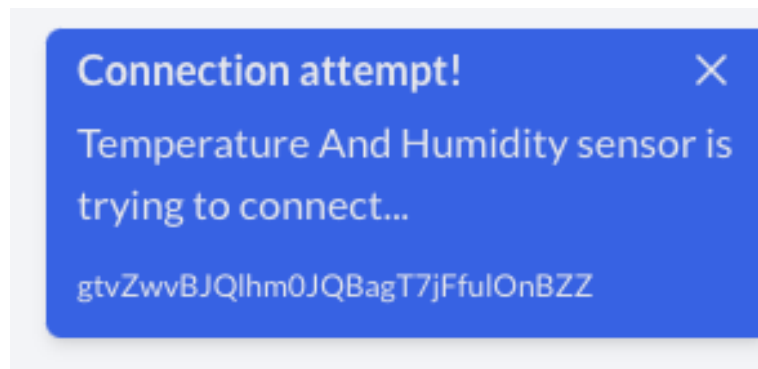 Connection attempt!
Temperature And Humidity sensor is
trying to connect...
gtvZwvBJQlhm0JQBagT7jFfulOnBZZ